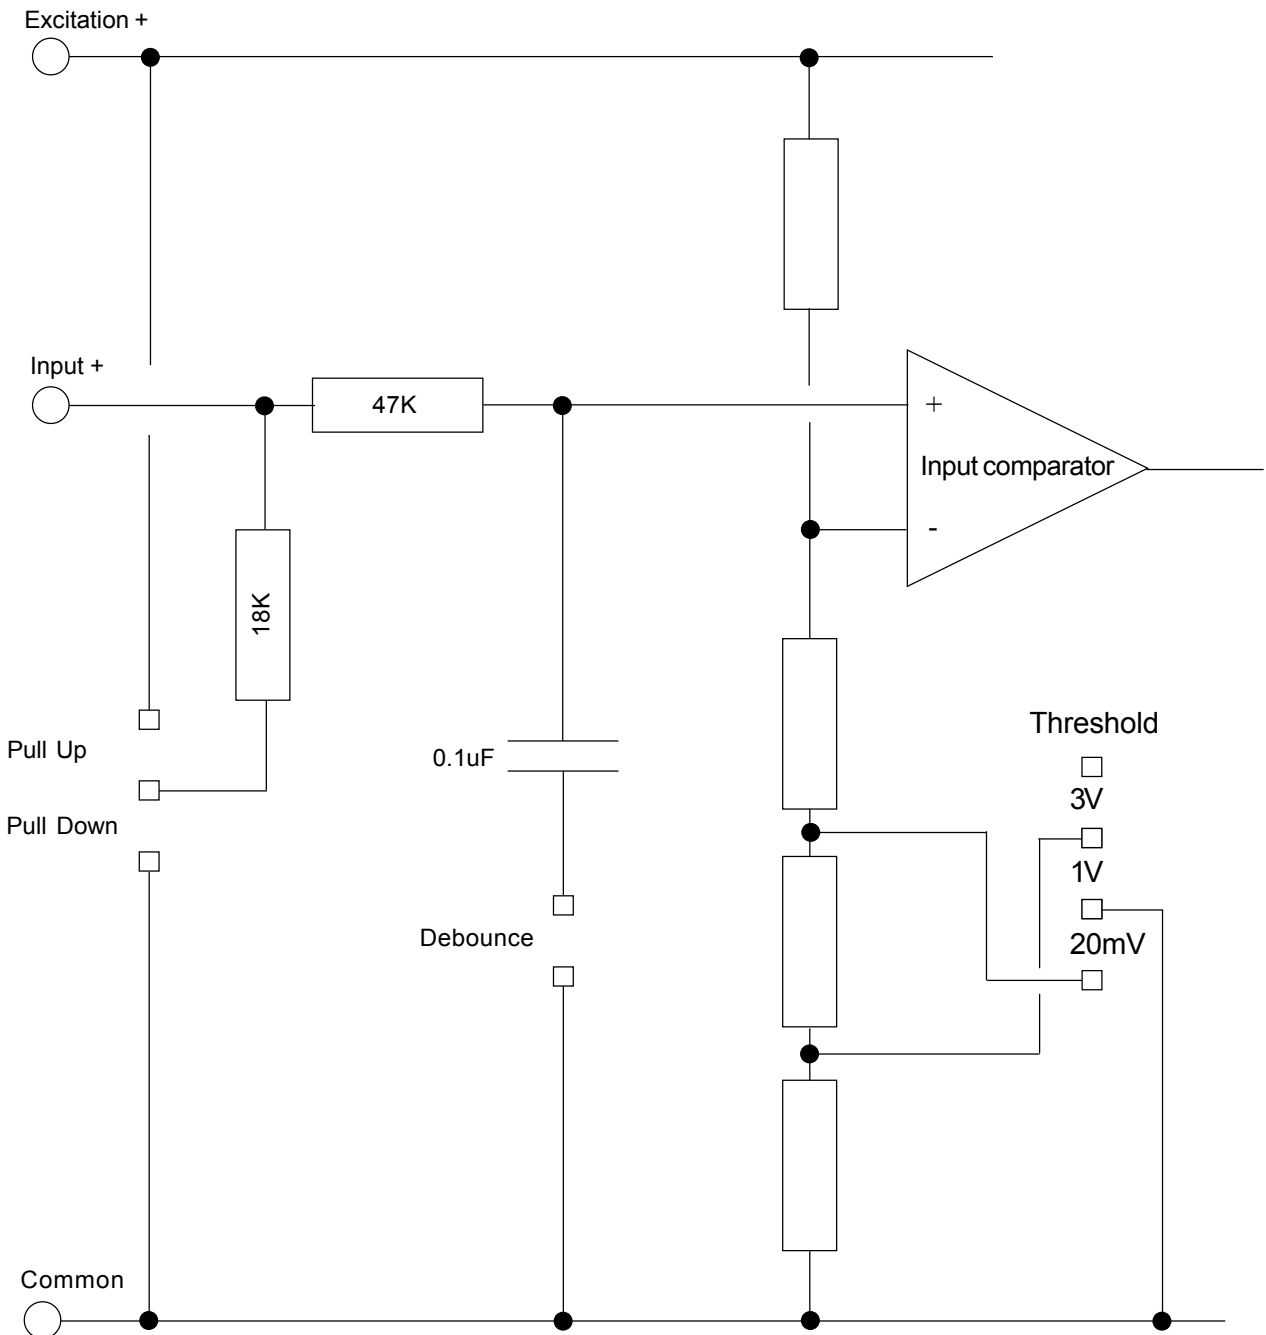 Excitation +
Input +
47K
+
Input comparator
-
18K
Threshold
Pull Up
0.1uF
3V
Pull Down
1V
Debounce
20mV
Common